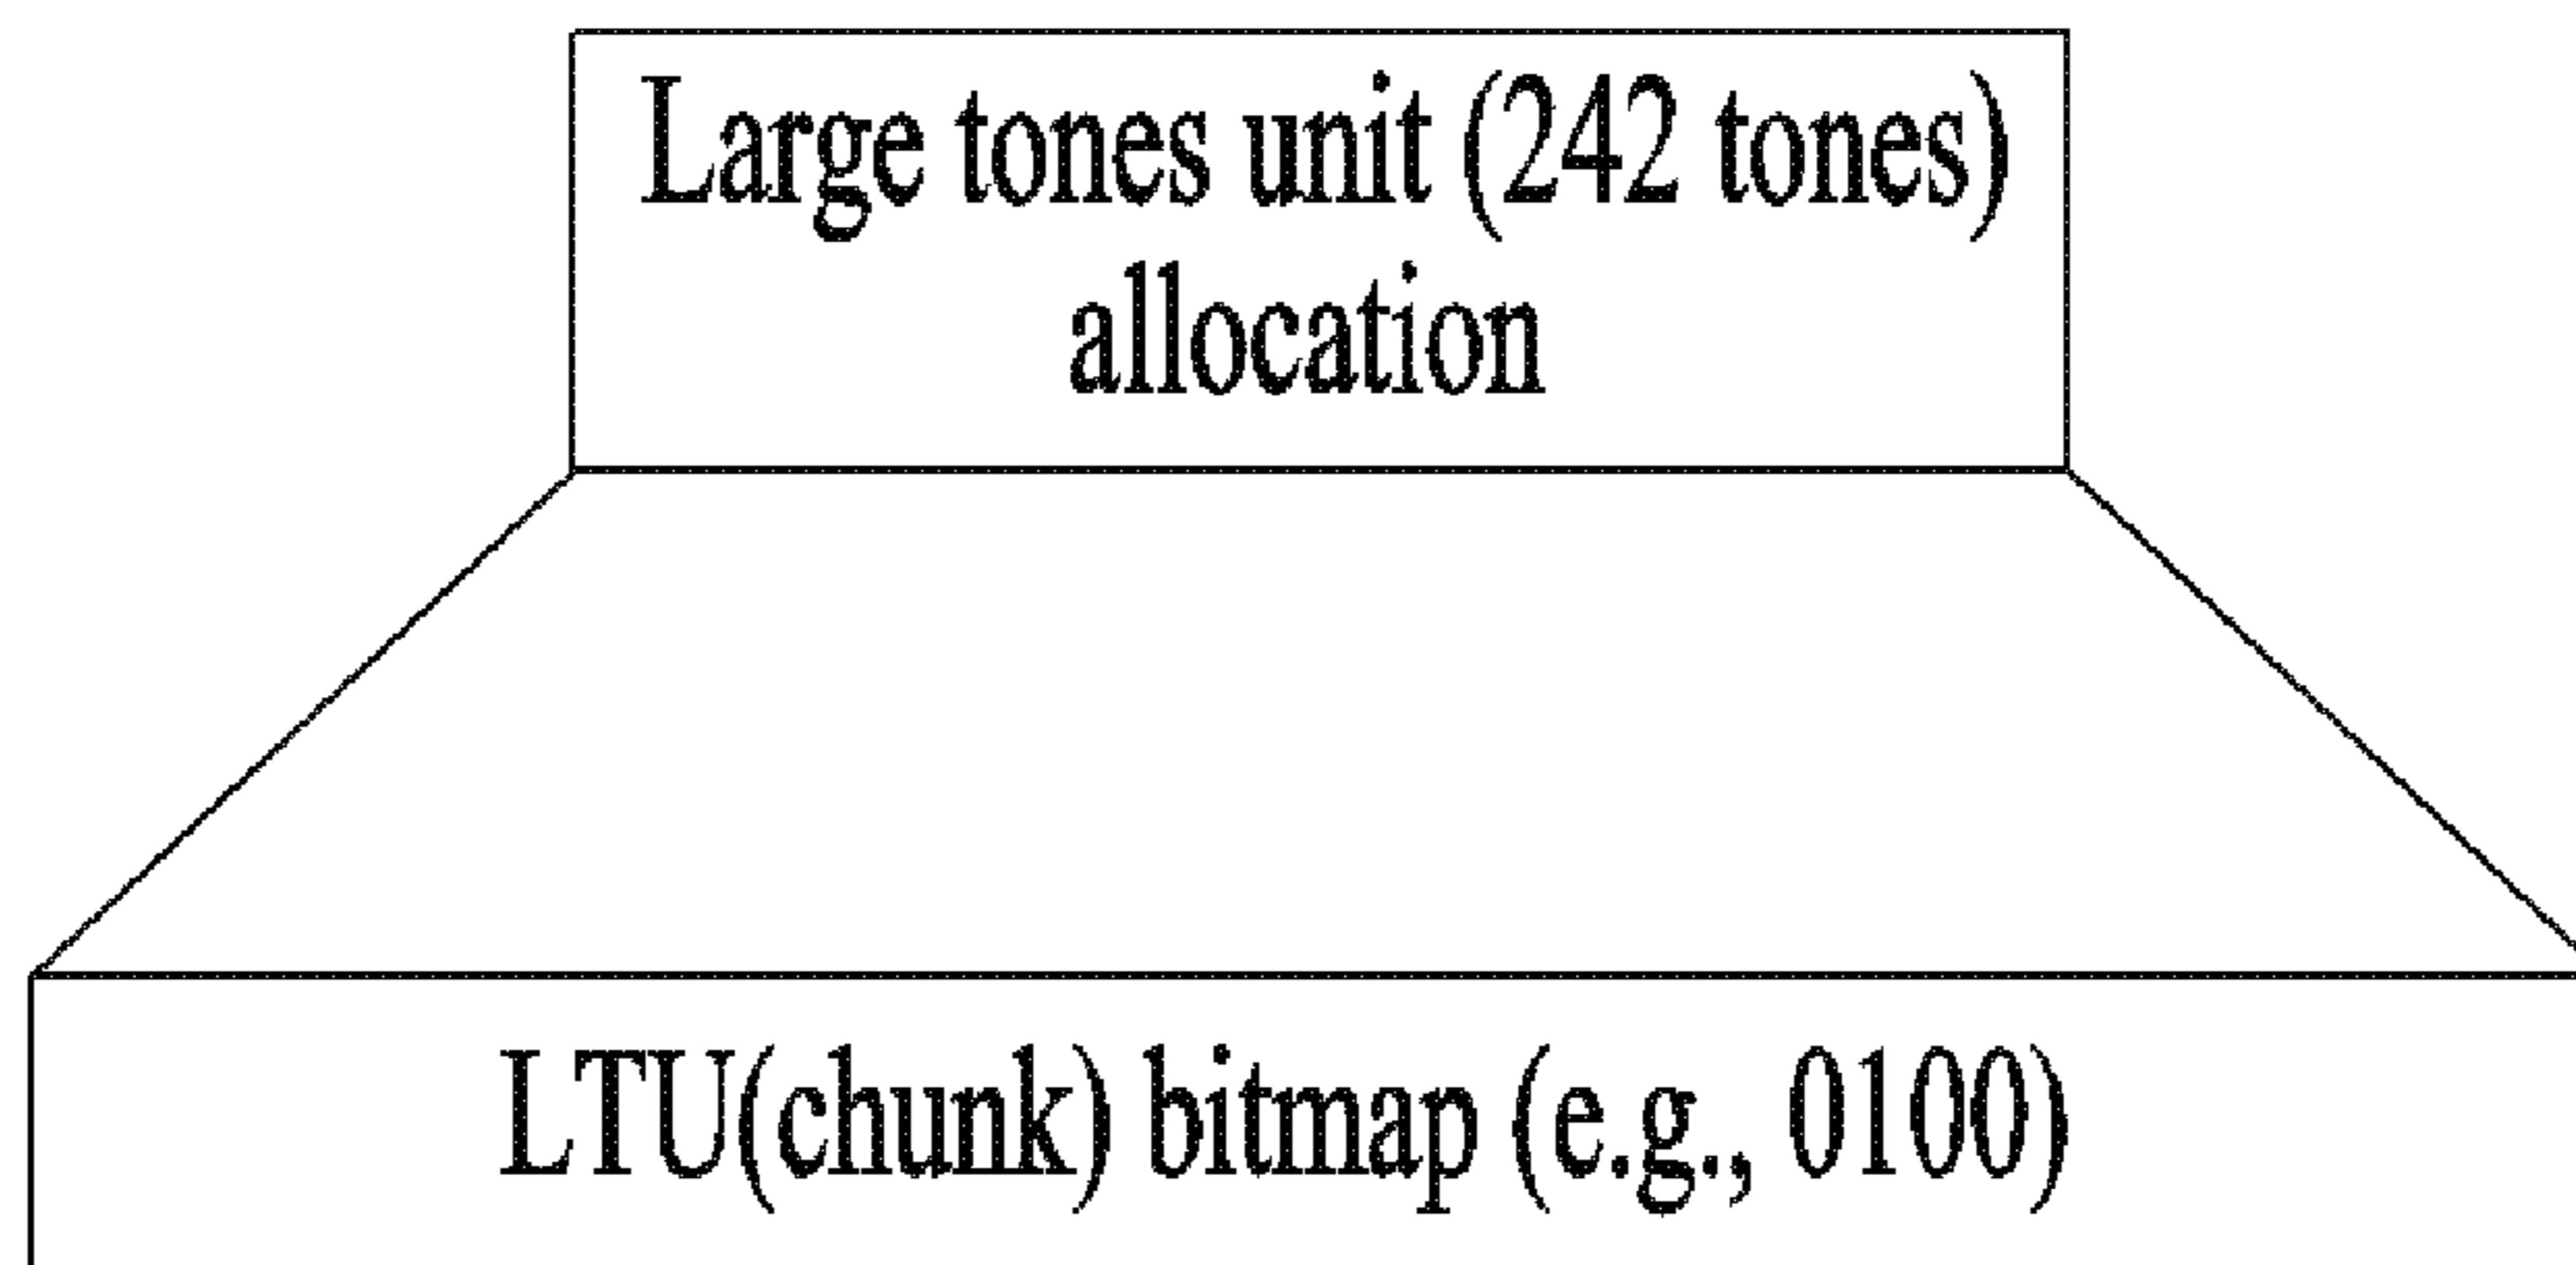 Large tones unit (242 tones)
allocation
LTU(chunk) bitmap (e.g., 0100)